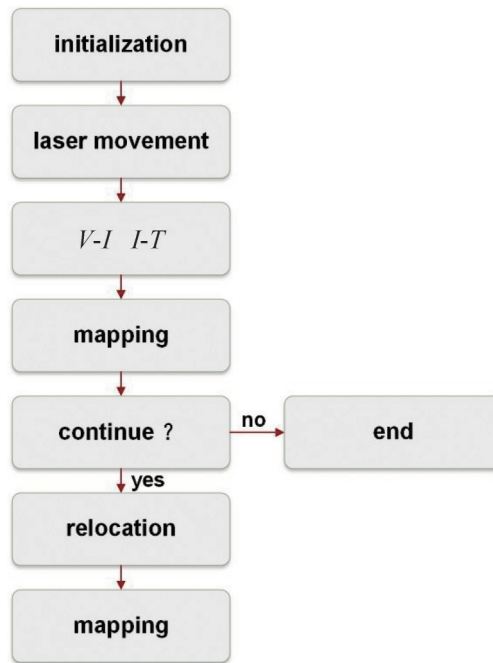 initialization
laser movement
V-I I-T
mapping
continue ?
no
end
yes
relocation
mapping